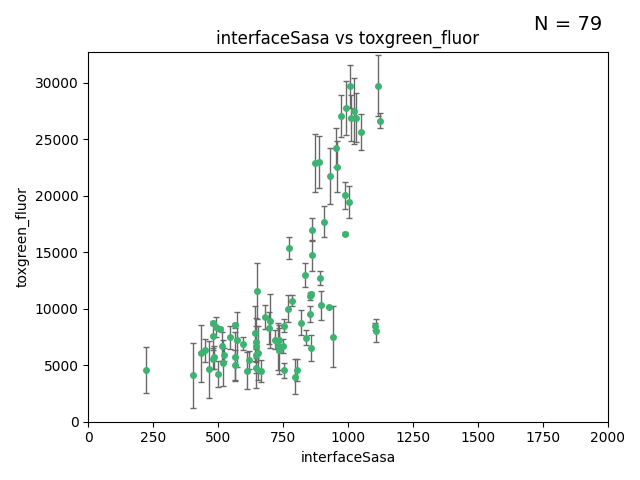 N = 79
interfaceSasa vs toxgreen_fluor
toxgreen_fluor
30000
25000
20000
15000
10000
5000
0
0 250 500 750 1000 1250 1500 1750 2000
interfaceSasa